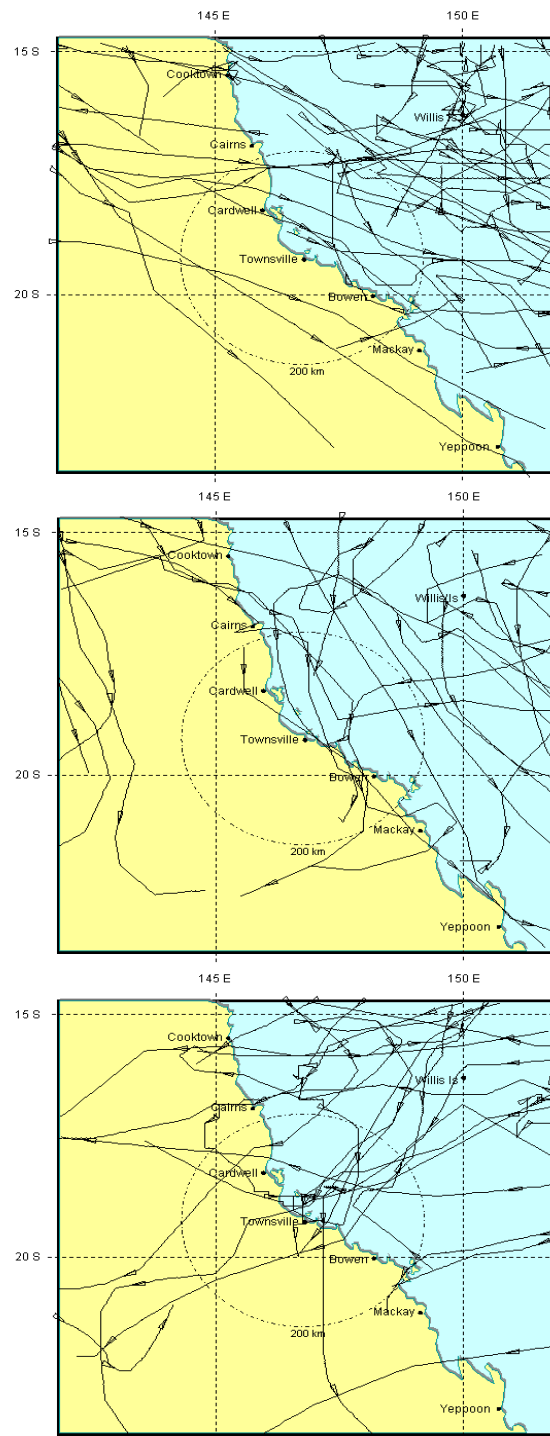 145 E 150 E
15 S
Cooktown
Willis Is
Cairns
Cardwell
Townsville
20 S
Bowen
Mackay
200 km
Yeppoon
145 E 150 E
15 S
Cooktown
Willis Is
Cairns
Cardwell
Townsville
20 S
Bowen
Mackay
200 km
Yeppoon
145 E 150 E
15 S
Cooktown
Willis Is
Cairns
Cardwell
Townsville
20 S
Bowen
Mackay
200 km
Yeppoon